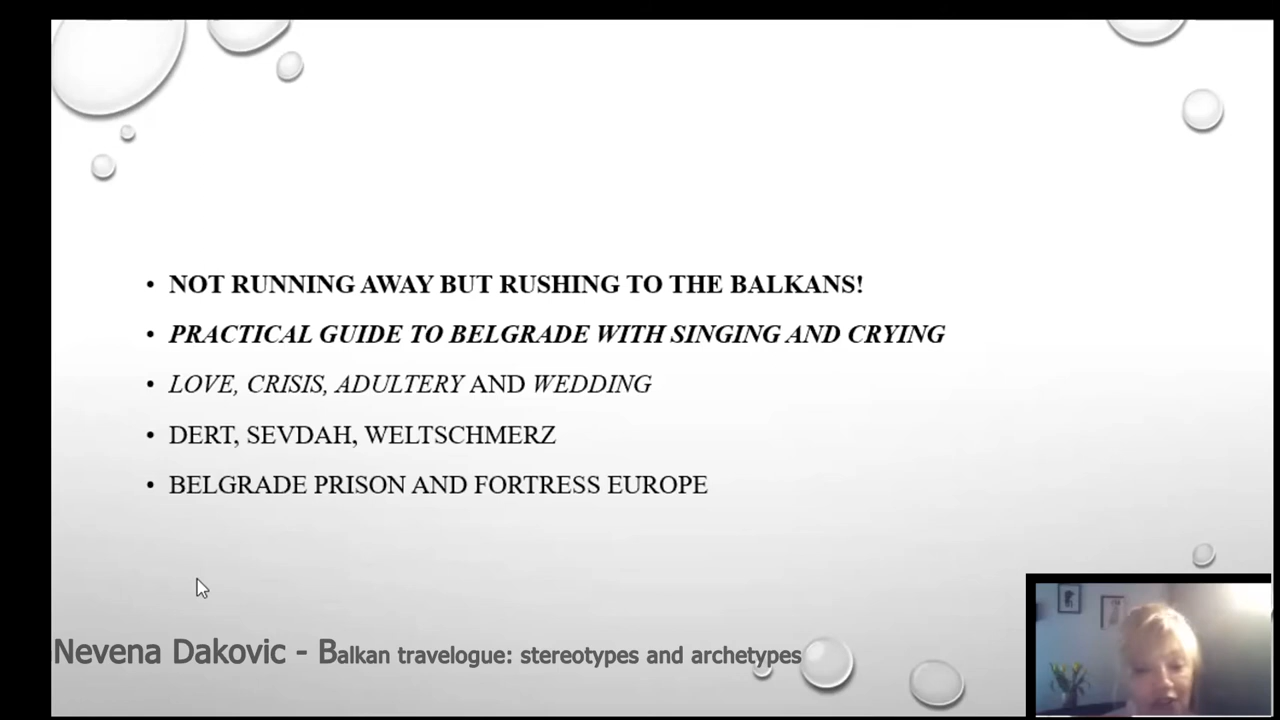 • NOT RUNNING AWAY BUT RUSHING TO THE BALKANS!
• PRACTICAL GUIDE TO BELGRADE WITH SINGING AND CRYING
• LOVE, CRISIS, ADULTERY AND WEDDING
• DERT, SEVDAH, WELTSCHMERZ
• BELGRADE PRISON AND FORTRESS EUROPE
Nevena Dakovic - Balkan travelogue: stereotypes and archetypes